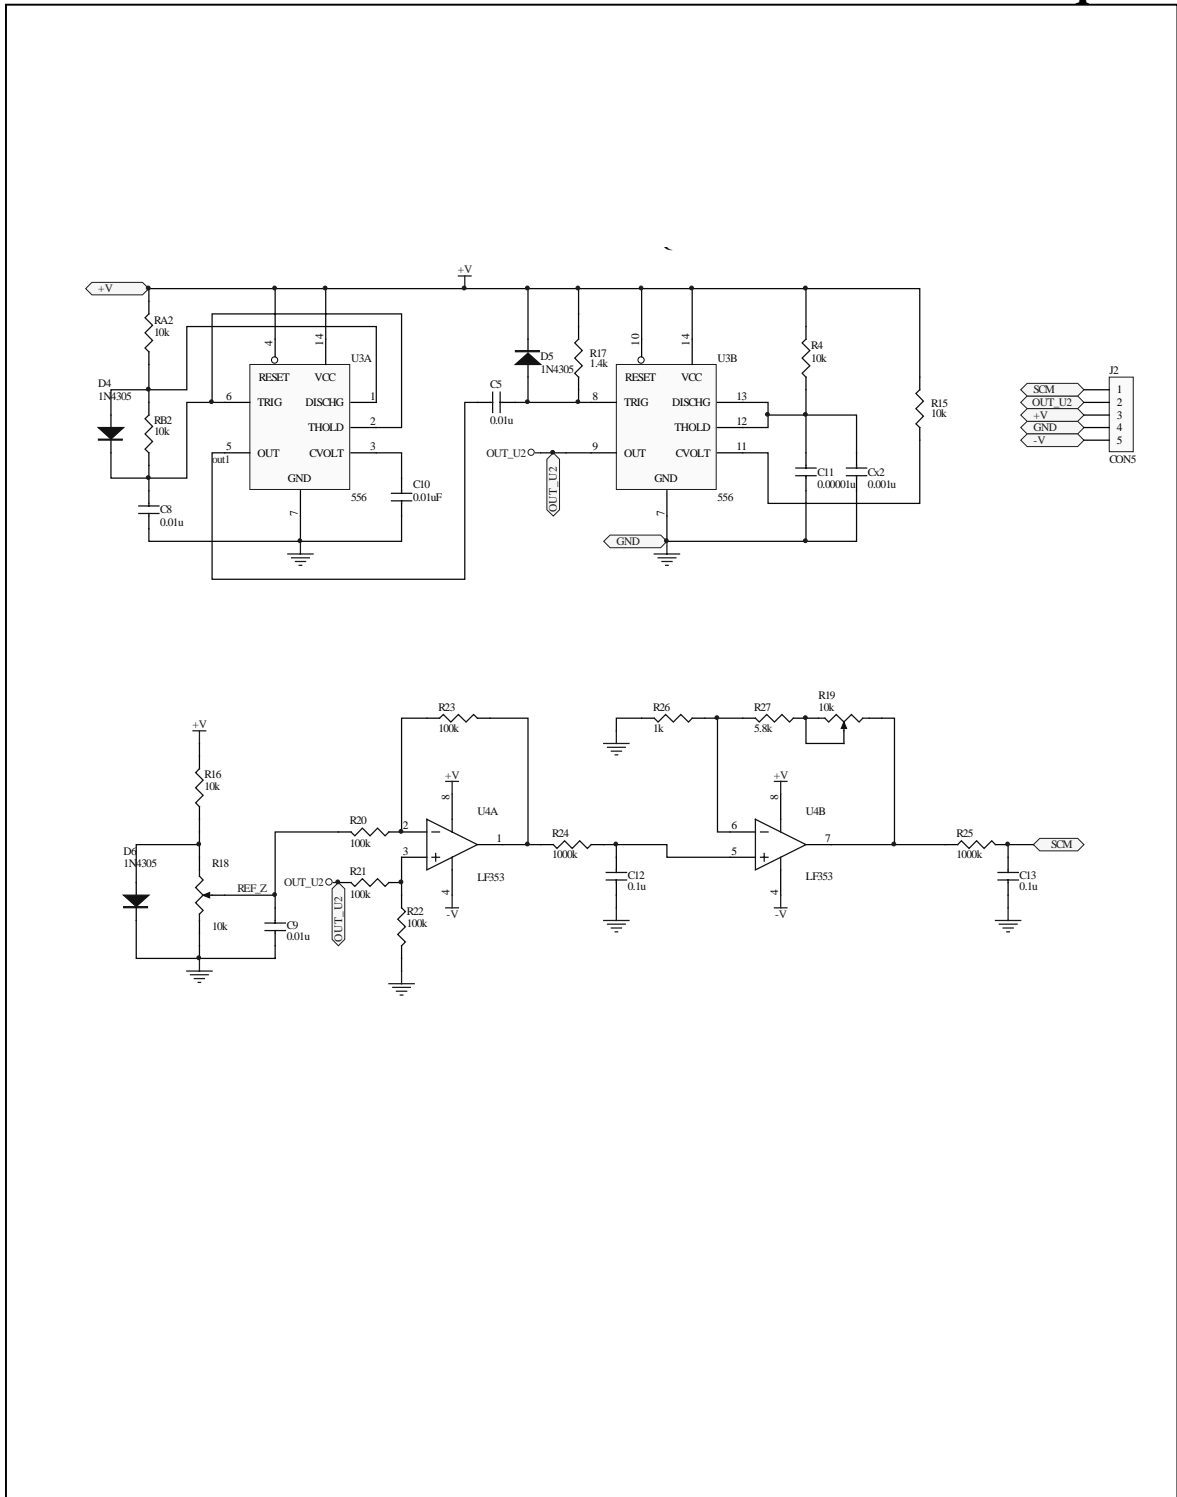 +V
+V
RA2
10k
D4
1N4305
RB2
10k
C8
0.01u
4
14
U3A
RESET
VCC
6
TRIG
DISCHG
1
THOLD
2
5
OUT
CVOLT
3
out1
GND
7
556
C10
0.01uF
C5
0.01u
D5
1N4305
R17
1.4k
10
14
U3B
RESET
VCC
8
TRIG
DISCHG
13
THOLD
12
OUT_U2
9
OUT
CVOLT
11
OUT_U2
GND
7
556
GND
R4
10k
C11
0.00001u
Cx2
0.001u
R15
10k
J2
SCM
1
OUT_U2
2
+V
3
GND
4
-V
5
CON5
+V
R16
10k
D6
1N4305
R18
10k
REF_Z
C9
0.01u
R20
100k
OUT_U2
OUT_U2
R21
100k
R22
100k
R23
100k
+V
8
U4A
2
3
1
LF353
4
-V
R24
1000k
C12
0.1u
R26
1k
R27
5.8k
R19
10k
+V
8
U4B
6
5
7
LF353
4
-V
R25
1000k
SCM
C13
0.1u